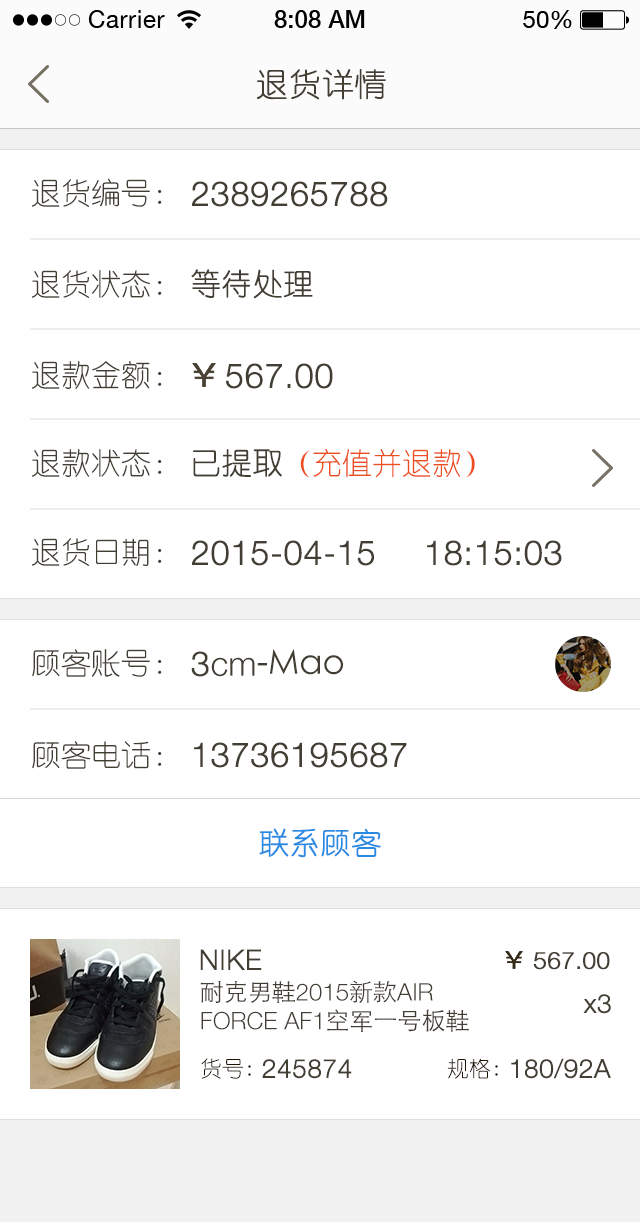 Carrier 8:08 AM 50%
退货详情
退货编号： 2389265788
退货状态： 等待处理
退款金额： ￥567.00
退款状态： 已提取（充值并退款）
退货日期： 2015-04-15 18:15:03
顾客账号： 3cm-Mao
顾客电话： 13736195687
联系顾客
NIKE ￥567.00
耐克男鞋2015新款AIR
FORCE AF1空军一号板鞋
x3
货号：245874 规格：180/92A